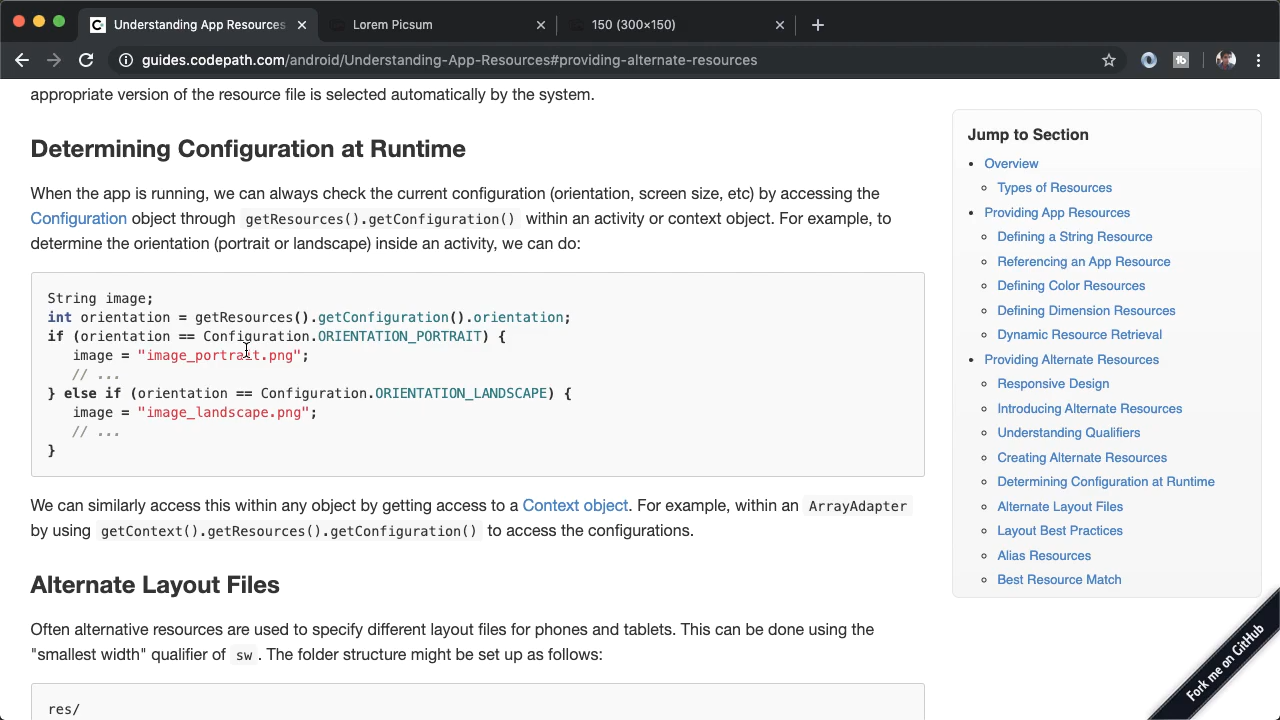 Understanding App Resources
Lorem Picsum
150 (300×150)
guides.codepath.com/android/Understanding-App-Resources#providing-alternate-resources
appropriate version of the resource file is selected automatically by the system.
Determining Configuration at Runtime
When the app is running, we can always check the current configuration (orientation, screen size, etc) by accessing the
Configuration object through getResources().getConfiguration() within an activity or context object. For example, to
determine the orientation (portrait or landscape) inside an activity, we can do:
String image;
int orientation = getResources().getConfiguration().orientation;
if (orientation == Configuration.ORIENTATION_PORTRAIT) {
image = "image_portrait.png";
// ...
} else if (orientation == Configuration.ORIENTATION_LANDSCAPE) {
image = "image_landscape.png";
// ...
}
We can similarly access this within any object by getting access to a Context object. For example, within an ArrayAdapter
by using getContext().getResources().getConfiguration() to access the configurations.
Alternate Layout Files
Often alternative resources are used to specify different layout files for phones and tablets. This can be done using the
"smallest width" qualifier of sw. The folder structure might be set up as follows:
res/
Jump to Section
Overview
Types of Resources
Providing App Resources
Defining a String Resource
Referencing an App Resource
Defining Color Resources
Defining Dimension Resources
Dynamic Resource Retrieval
Providing Alternate Resources
Responsive Design
Introducing Alternate Resources
Understanding Qualifiers
Creating Alternate Resources
Determining Configuration at Runtime
Alternate Layout Files
Layout Best Practices
Alias Resources
Best Resource Match
Fork me on GitHub